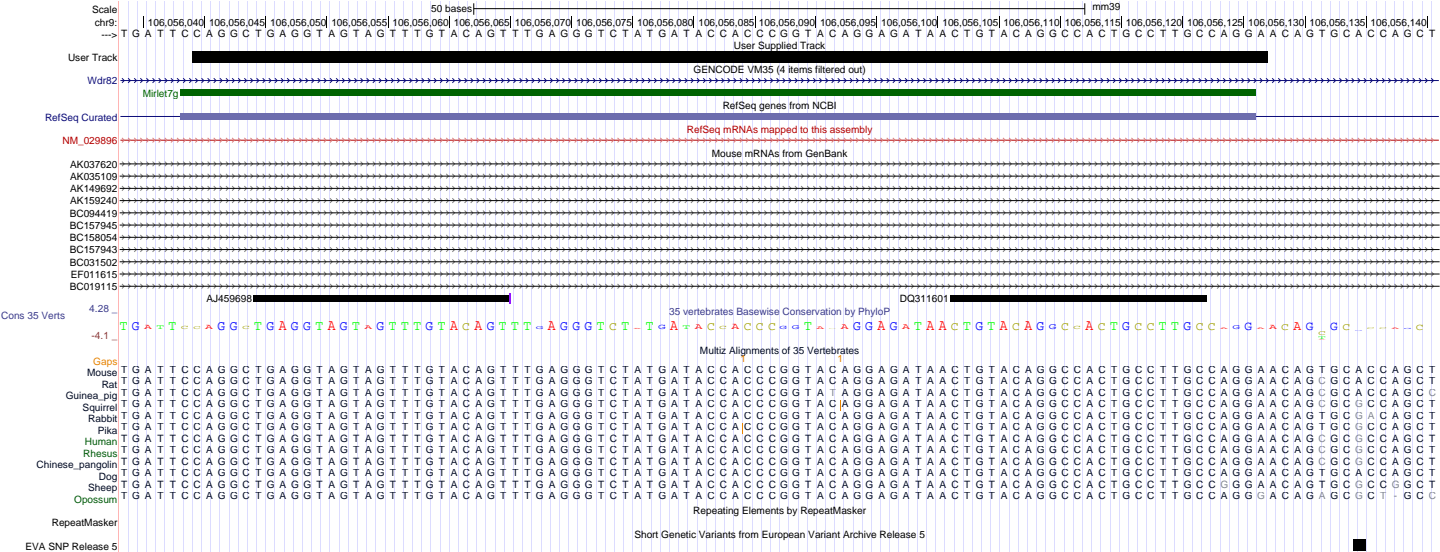 Scale 50 bases mm39
chr9: 106,056,040 106,056,045 106,056,050 106,056,055 106,056,060 106,056,065 106,056,070 106,056,075 106,056,080 106,056,085 106,056,090 106,056,095 106,056,100 106,056,105 106,056,110 106,056,115 106,056,120 106,056,125 106,056,130 106,056,135 106,056,140
---> T G A T T C C A G G C T G A G G T A G T A G T T T G T A C A G T T T G A G G G T C T A T G A T A C C A C C C G G T A C A G G A G A T A A C T G T A C A G G C C A C T G C C T T G C C A G G A A C A G T G C A C C A G C T
User Supplied Track
User Track
GENCODE VM35 (4 items filtered out)
Wdr82
Mirlet7g
RefSeq genes from NCBI
RefSeq Curated
RefSeq mRNAs mapped to this assembly
NM_029896
Mouse mRNAs from GenBank
AK037620
AK035109
AK149692
AK159240
BC094419
BC157945
BC158054
BC157943
BC031502
EF011615
BC019115
AJ459698 DQ311601
4.28 _
35 vertebrates Basewise Conservation by PhyloP
Cons 35 Verts
-4.1 _
Multiz Alignments of 35 Vertebrates
Gaps 1 1
Mouse T G A T T C C A G G C T G A G G T A G T A G T T T G T A C A G T T T G A G G G T C T A T G A T A C C A C C C G G T A C A G G A G A T A A C T G T A C A G G C C A C T G C C T T G C C A G G A A C A G T G C A C C A G C T
Rat T G A T T C C A G G C T G A G G T A G T A G T T T G T A C A G T T T G A G G G T C T A T G A T A C C A C C C G G T A C A G G A G A T A A C T G T A C A G G C C A C T G C C T T G C C A G G A A C A G C G C A C C A G C T
Guinea_pig T G A T T C C A G G C T G A G G T A G T A G T T T G T A C A G T T T G A G G G T C T A T G A T A C C A C C C G G T A T A G G A G A T A A C T G T A C A G G C C A C T G C C T T G C C A G G A A C A G C G C A C C A G C C
Squirrel T G A T T C C A G G C T G A G G T A G T A G T T T G T A C A G T T T G A G G G T C T A T G A T A C C A C C C G G T A C A G G A G A T A A C T G T A C A G G C C A C T G C C T T G C C A G G A A C A G T G C G C C A G C T
Rabbit T G A T T C C A G G C T G A G G T A G T A G T T T G T A C A G T T T G A G G G T C T A T G A T A C C A C C C G G T A C A G G A G A T A A C T G T A C A G G C C A C T G C C T T G C C A G G A A C A G T G C G A C A G C T
Pika T G A T T C C A G G C T G A G G T A G T A G T T T G T A C A G T T T G A G G G T C T A T G A T A C C A C C C G G T A C A G G A G A T A A C T G T A C A G G C C A C T G C C T T G C C A G G A A C A G T G C G C C A G C T
Human T G A T T C C A G G C T G A G G T A G T A G T T T G T A C A G T T T G A G G G T C T A T G A T A C C A C C C G G T A C A G G A G A T A A C T G T A C A G G C C A C T G C C T T G C C A G G A A C A G C G C G C C A G C T
Rhesus T G A T T C C A G G C T G A G G T A G T A G T T T G T A C A G T T T G A G G G T C T A T G A T A C C A C C C G G T A C A G G A G A T A A C T G T A C A G G C C A C T G C C T T G C C A G G A A C A G C G C G C C A G C T
Chinese_pangolin T G A T T C C A G G C T G A G G T A G T A G T T T G T A C A G T T T G A G G G T C T A T G A T A C C A C C C G G T A C A G G A G A T A A C T G T A C A G G C C A C T G C C T T G C C A G G A A C A G C G C G C C A G C T
Dog T G A T T C C A G G C T G A G G T A G T A G T T T G T A C A G T T T G A G G G T C T A T G A T A C C A C C C G G T A C A G G A G A T A A C T G T A C A G G C C A C T G C C T T G C C A G G A A C A G T G C A C C A G C T
Sheep T G A T T C C A G G C T G A G G T A G T A G T T T G T A C A G T T T G A G G G T C T A T G A T A C C A C C C G G T A C A G G A G A T A A C T G T A C A G G C C A C T G C C T T G C C G G G A A C A G T G C G C C G G C T
Opossum T G A T T C C A G G C T G A G G T A G T A G T T T G T A C A G T T T G A G G G T C T A T G A T A C C A C C C G G T A C A G G A G A T A A C T G T A C A G G C C A C T G C C T T G C C A G G G A C A G A G C G C T - G C C
Repeating Elements by RepeatMasker
RepeatMasker
Short Genetic Variants from European Variant Archive Release 5
EVA SNP Release 5